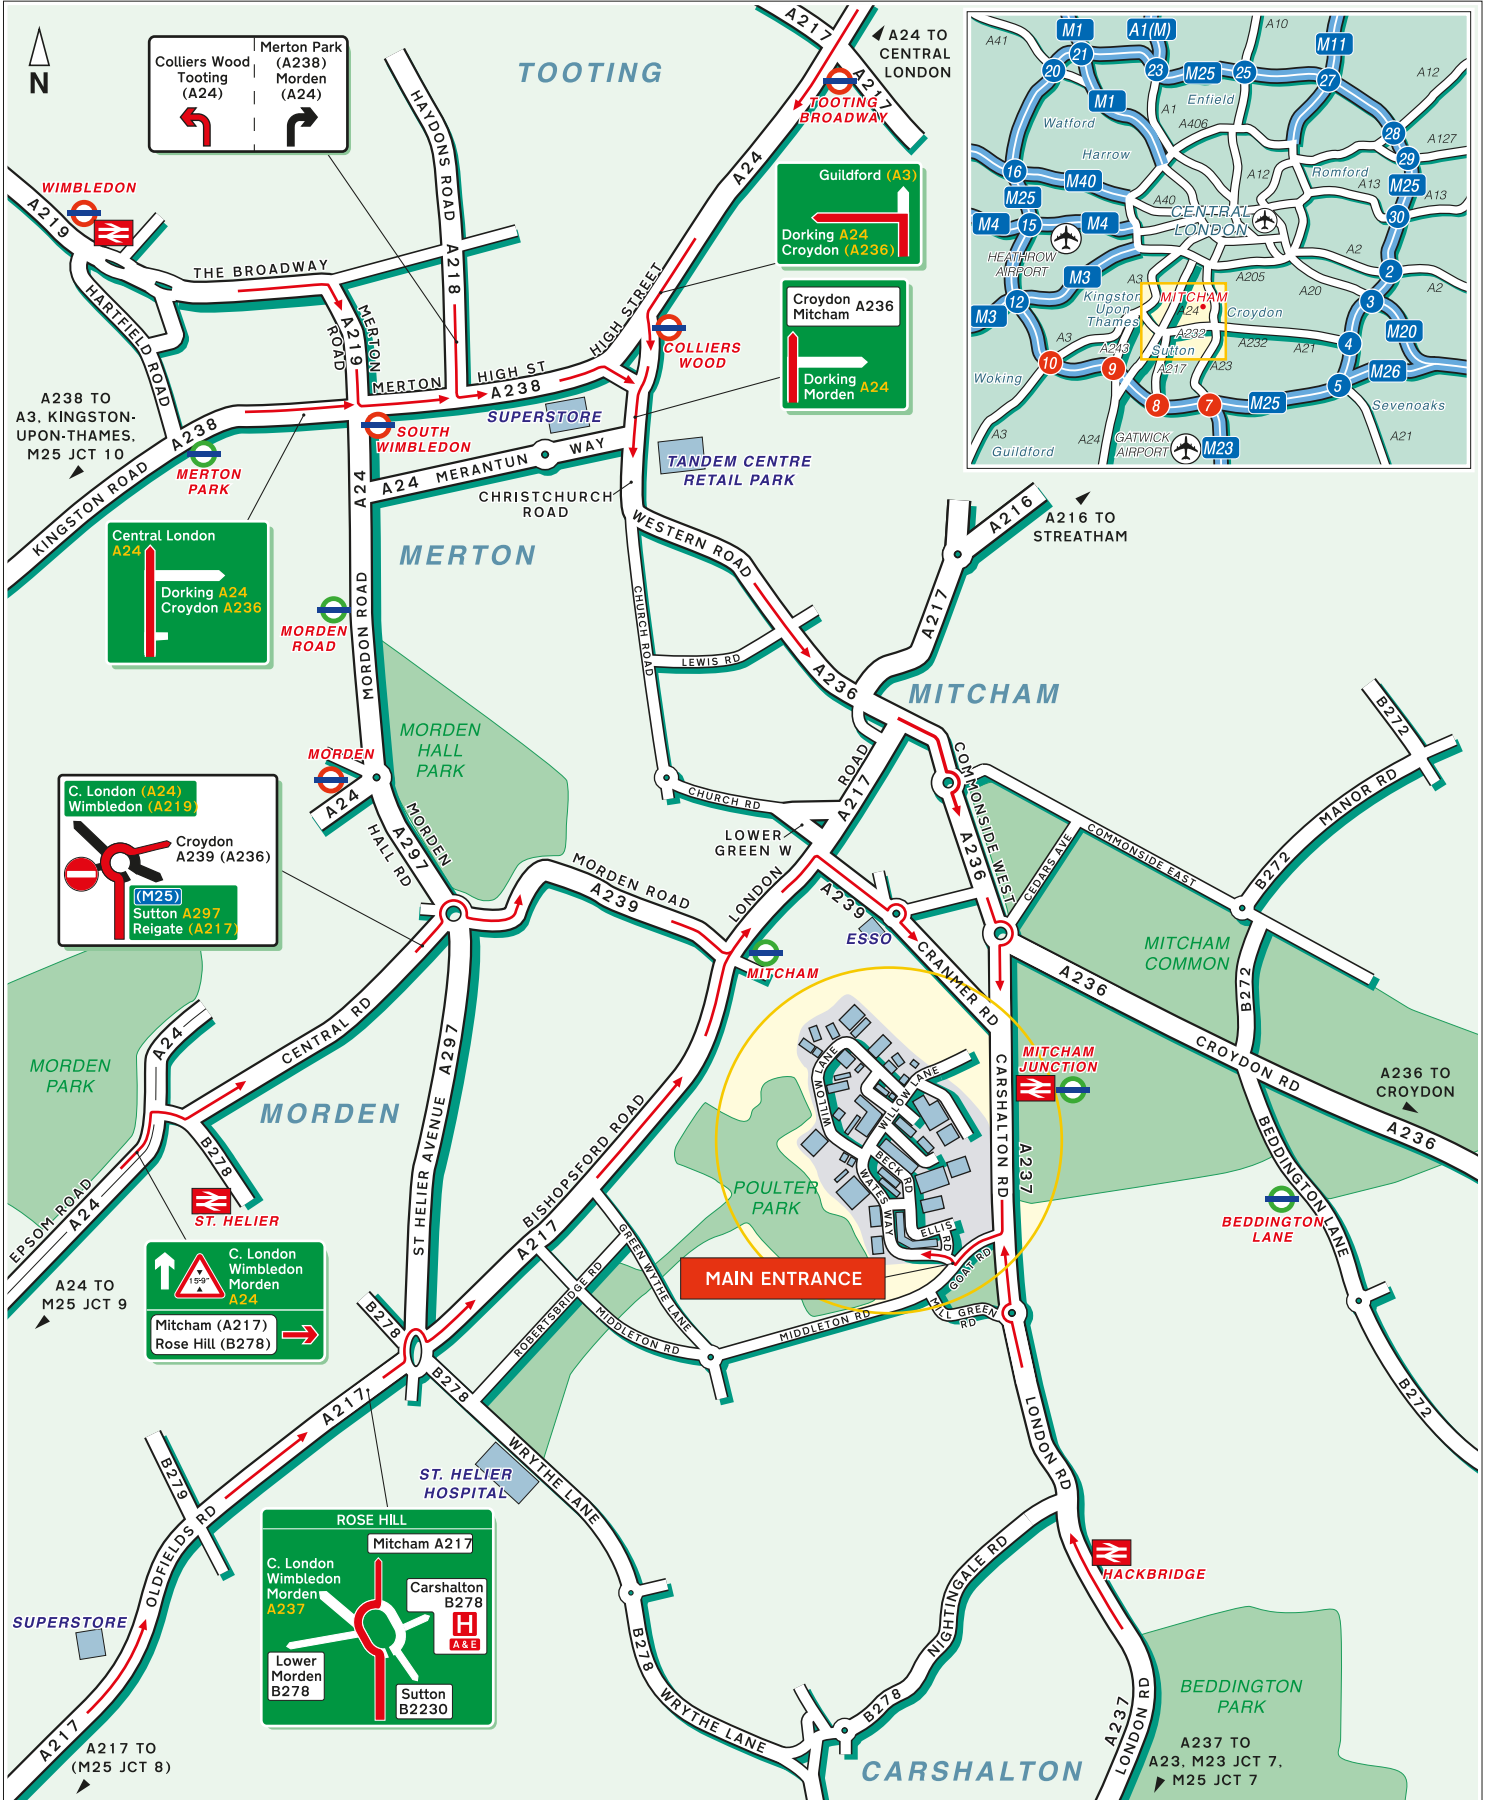 N
Colliers Wood
Tooting
(A24)
Merton Park
(A238)
Morden
(A24)
TOOTING
A217
A24 TO
CENTRAL
LONDON
A217
TOOTING
BROADWAY
HAYDONS ROAD
A24
WIMBLEDON
A219
Guildford (A3)
Dorking A24
Croydon (A236)
THE BROADWAY
A218
HARTFIELD ROAD
MERTON
ROAD
A219
HIGH STREET
Croydon
Mitcham
A236
Dorking
Morden A24
COLLIERS
WOOD
MERTON
HIGH ST
A238
SUPERSTORE
A238 TO
A3, KINGSTON-
UPON-THAMES,
M25 JCT 10
A238
KINGSTON ROAD
MERTON
PARK
SOUTH
WIMBLEDON
A24
A24 MERANTUN WAY
TANDEM CENTRE
RETAIL PARK
CHRISTCHURCH
ROAD
Central London
A24
Dorking A24
Croydon A236
MERTON
WESTERN ROAD
A216
A216 TO
STREATHAM
A217
MORDON ROAD
MORDEN
ROAD
CHURCH ROAD
LEWIS RD
A236
MITCHAM
MORDEN
HALL
PARK
MORDEN
A24
MORDEN
HALL RD
A297
CHURCH RD
ROAD
A217
LOWER
GREEN W
LONDON
COMMONSIDE WEST
A236
CEDARS AVE
COMMONSIDE EAST
B272
MANOR RD
B272
C. London (A24)
Wimbledon (A219)
Croydon
A239 (A236)
(M25)
Sutton A297
Reigate (A217)
MORDEN ROAD
A239
A239
ESSO
CRANMER RD
MITCHAM
MITCHAM
COMMON
A236
B272
CROYDON RD
A236 TO
CROYDON
A236
MORDEN
PARK
A24
CENTRAL RD
A297
ST HELIER AVENUE
MORDEN
B278
EPSOM ROAD
A24
ST. HELIER
A24 TO
M25 JCT 9
C. London
Wimbledon
Morden
A24
15'9"
Mitcham (A217)
Rose Hill (B278)
BISHOPSFORD ROAD
A217
WILLOW LANE
WILLOW LANE
BECK RD
WATES WAY
ELLIS RD
CARSHALTON RD
A237
MITCHAM
JUNCTION
POULTER
PARK
MAIN ENTRANCE
GOAT RD
MILL GREEN
RD
MIDDLETON RD
GREEN WYTHE LANE
ROBERTSBRIDGE RD
MIDDLETON RD
BEDDINGTON LANE
BEDDINGTON
LANE
B272
B278
B278
A217
WRYTHE LANE
ST. HELIER
HOSPITAL
LONDON RD
B279
OLDFIELDS RD
SUPERSTORE
ROSE HILL
Mitcham A217
C. London
Wimbledon
Morden
A237
Carshalton
B278
H
A & E
Lower
Morden
B278
Sutton
B2230
B278
WRYTHE LANE
NIGHTINGALE RD
B278
HACKBRIDGE
BEDDINGTON
PARK
A217
A217 TO
(M25 JCT 8)
CARSHALTON
A237
LONDON RD
A237 TO
A23, M23 JCT 7,
M25 JCT 7
A41
M1
A1(M)
A10
M11
A12
20
21
23
M25
25
27
M1
Enfield
A1
A406
Watford
Harrow
28
A127
29
16
M40
M25
A12
Romford
A13
M25
A13
A40
CENTRAL
LONDON
30
M4
15
M4
HEATHROW
AIRPORT
A2
2
A2
M3
A3
A205
A20
12
M3
Kingston
Upon
Thames
MITCHAM
A24
Croydon
3
M20
A232
A232
A3
A243
Sutton
A21
4
10
9
A217
A23
M26
5
Woking
8
7
M25
Sevenoaks
A3
Guildford
A24
GATWICK
AIRPORT
M23
A21